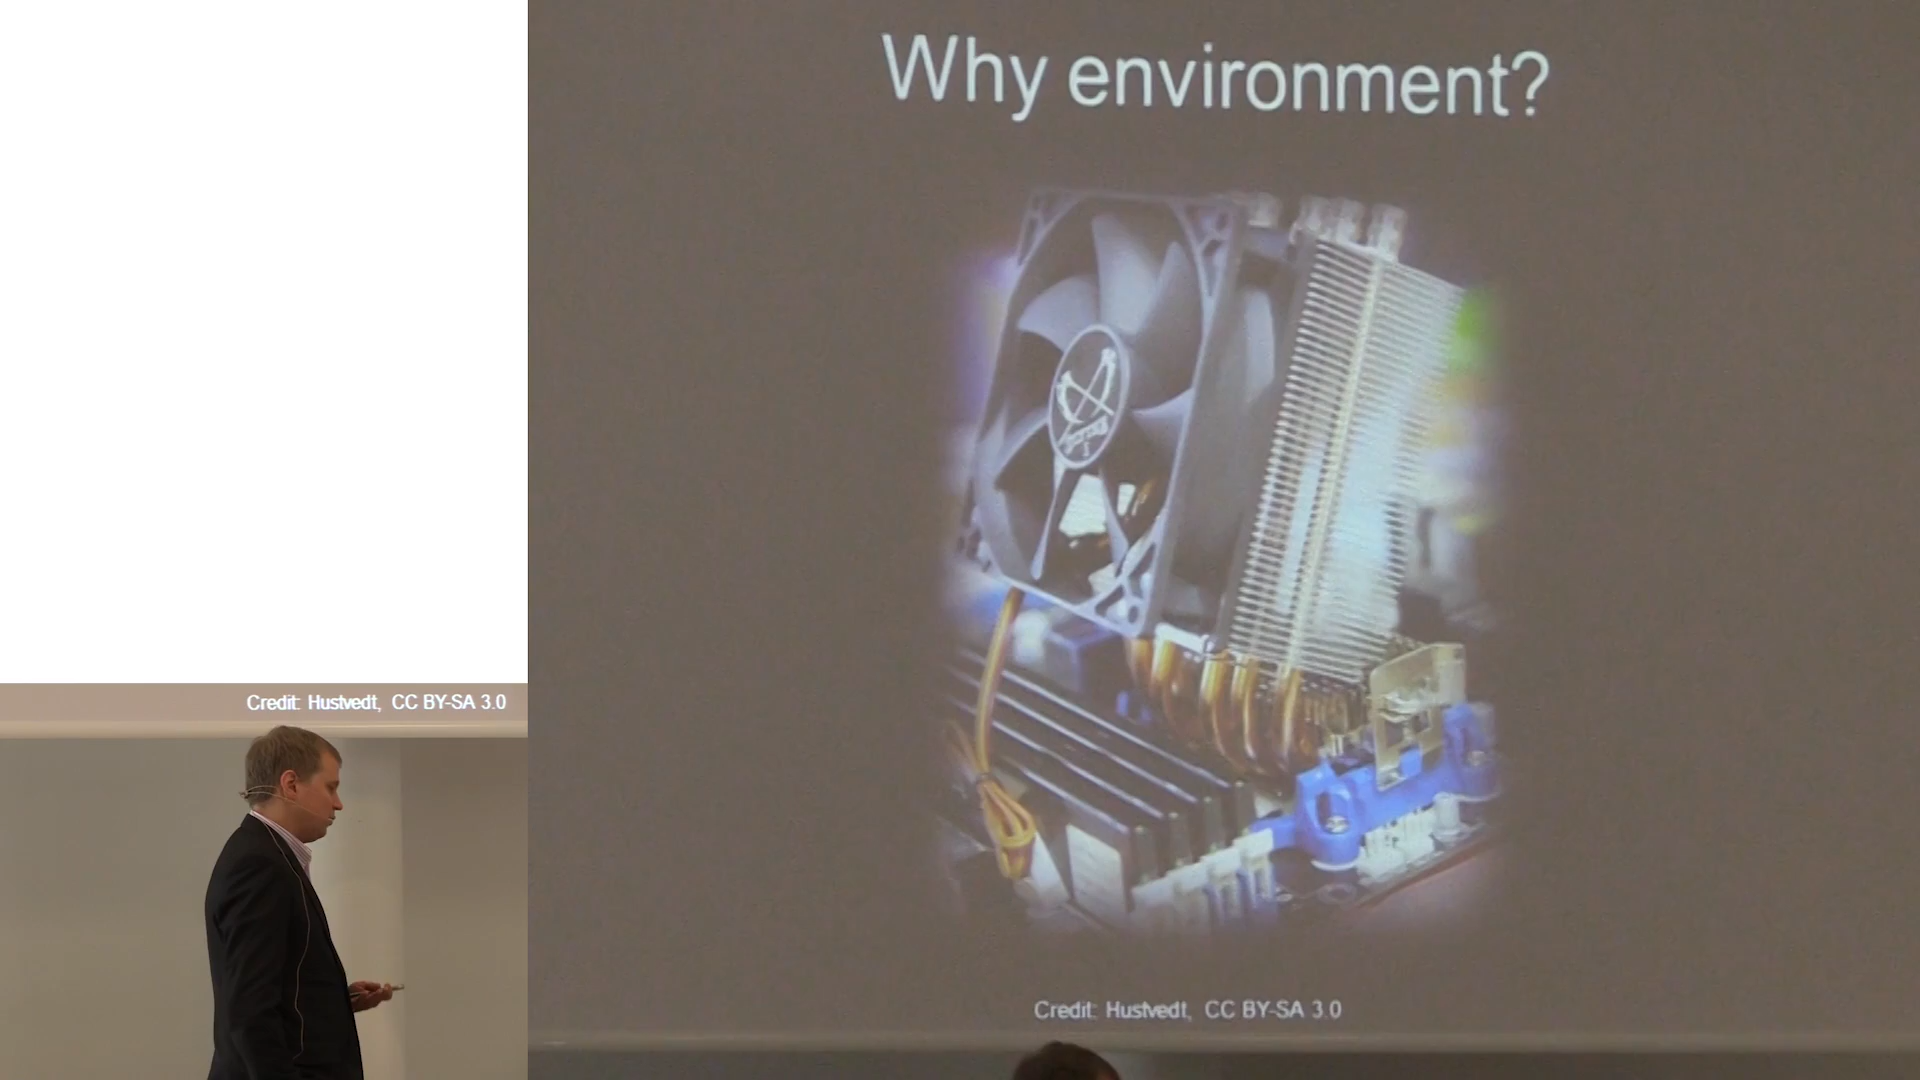 Why environment?
Credit: Hustvedt, CC BY-SA 3.0
Credit: Hustvedt, CC BY-SA 3.0